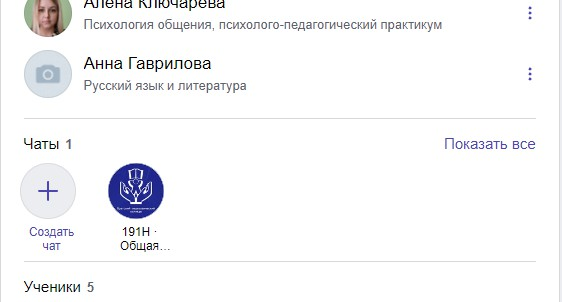 Алена Ключарева
Психология общения, психолого-педагогический практикум
Анна Гаврилова
Русский язык и литература
Чаты 1
Показать все
Создать
чат
191Н ·
Общая...
Ученики 5